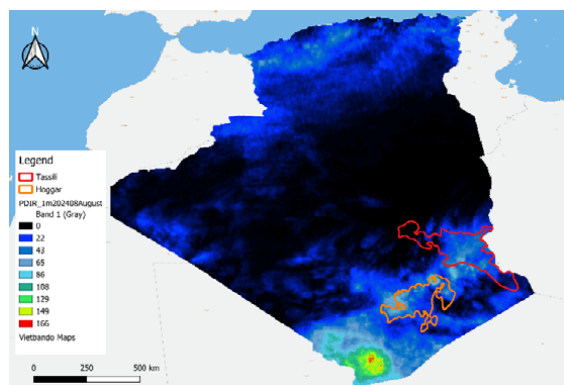 N
Legend
Tassili
Hoggar
PDIR_1m202408August
Band 1 (Gray)
0
22
43
65
86
108
129
149
166
Vietbando Maps
0 250 500 km